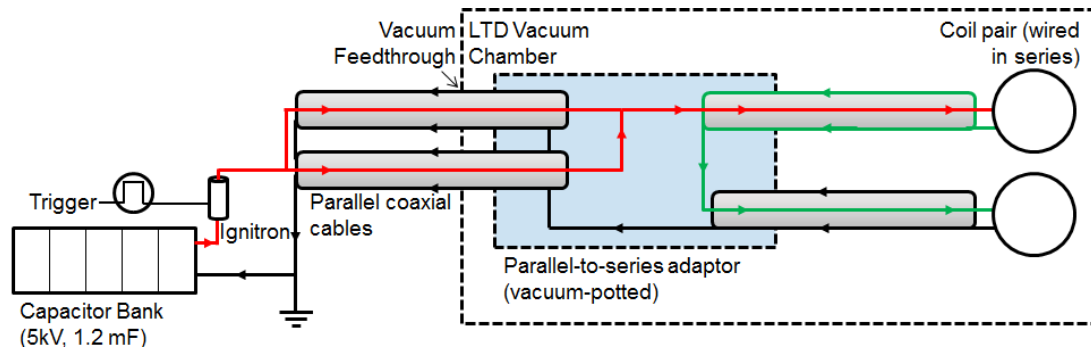 Vacuum
Feedthrough
LTD Vacuum
Chamber
Coil pair (wired
in series)
Trigger
Ignitron
Parallel coaxial
cables
Parallel-to-series adaptor
(vacuum-potted)
Capacitor Bank
(5kV, 1.2 mF)